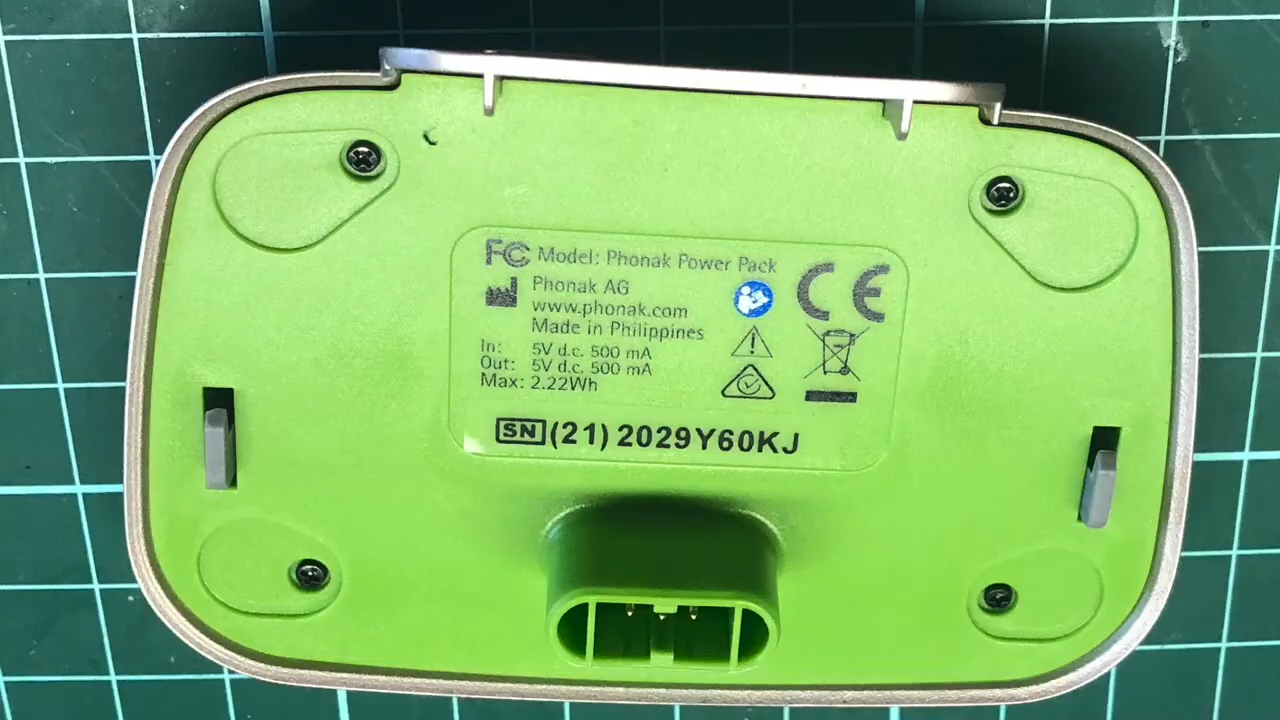 FC Model: Phonak Power Pack
Phonak AG
www.phonak.com
Made in Philippines
In: 5V d.c. 500 mA
Out: 5V d.c. 500 mA
Max: 2.22Wh
CE
SN (21) 2029Y60KJ